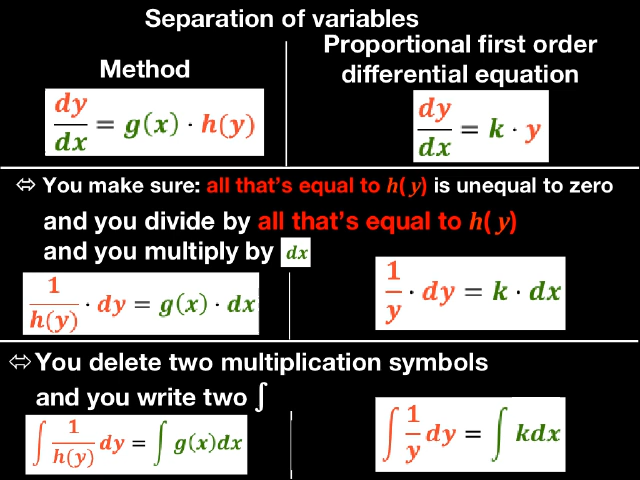 Separation of variables
Method
Proportional first order
differential equation
dy/dx = g(x) · h(y)
dy/dx = k · y
⇔ You make sure: all that's equal to h( y) is unequal to zero
and you divide by all that's equal to h( y)
and you multiply by dx
1/h(y) · dy = g(x) · dx
1/y · dy = k · dx
⇔ You delete two multiplication symbols
and you write two ∫
∫ 1/h(y) dy = ∫ g(x)dx
∫ 1/y dy = ∫ kdx